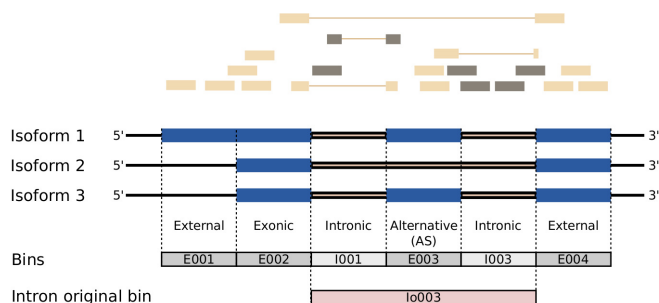 Isoform 1 5' 3'
Isoform 2 5' 3'
Isoform 3 5' 3'
External Exonic Intronic Alternative Intronic External
(AS)
Bins E001 E002 I001 E003 I003 E004
Intron original bin Io003